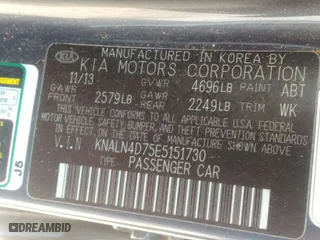 MANUFACTURED IN KOREA BY
KIA KIA MOTORS CORPORATION
11/13 GVWR 4696LB PAINT ABT
GAWR FRONT 2579LB GAWR REAR 2249LB TRIM WK
THIS VEHICLE CONFORMS TO ALL APPLICABLE
U.S. FEDERAL MOTOR VEHICLE SAFETY, BUMPER,
AND THEFT PREVENTION STANDARDS IN EFFECT ON
THE DATE OF MANUFACTURE SHOWN ABOVE.
V.I.N KNALN4D75E5151730
PASSENGER CAR
J5